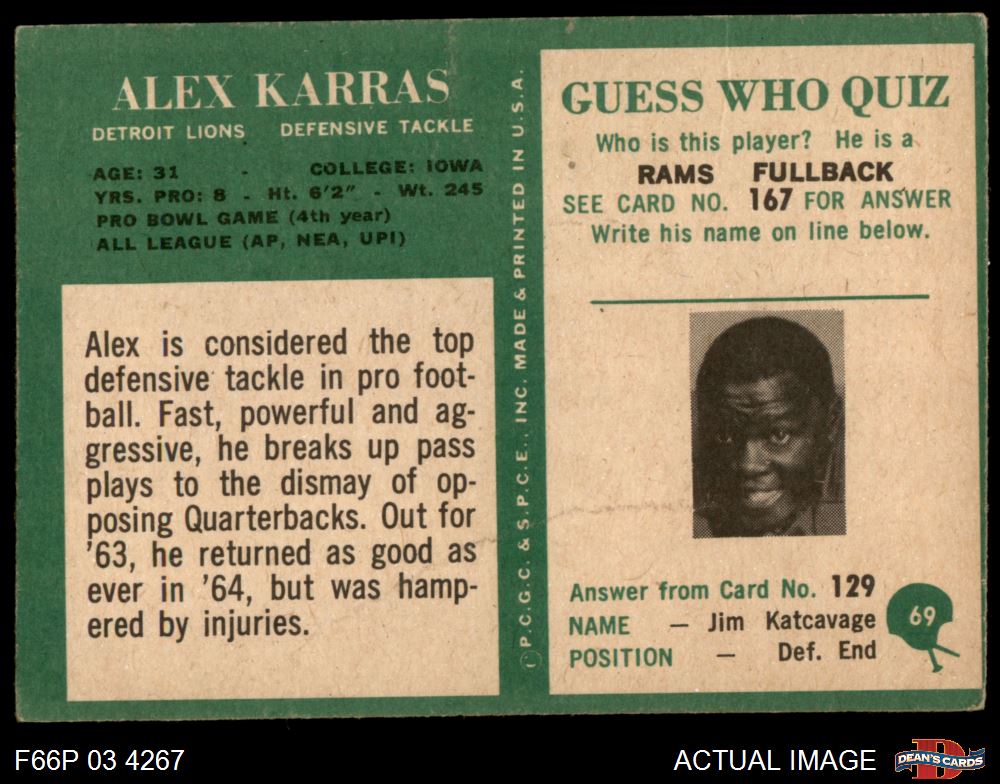 ALEX KARRAS
DETROIT LIONS DEFENSIVE TACKLE
AGE: 31 - COLLEGE: IOWA
YRS. PRO: 8 - Ht. 6'2" - Wt. 245
PRO BOWL GAME (4th year)
ALL LEAGUE (AP, NEA, UPI)
Alex is considered the top
defensive tackle in pro foot-
ball. Fast, powerful and ag-
gressive, he breaks up pass
plays to the dismay of op-
posing Quarterbacks. Out for
'63, he returned as good as
ever in '64, but was hamp-
ered by injuries.
P.C.G.C. & S.P.C.E., INC. MADE & PRINTED IN U.S.A.
GUESS WHO QUIZ
Who is this player? He is a
RAMS FULLBACK
SEE CARD NO. 167 FOR ANSWER
Write his name on line below.
Answer from Card No. 129
NAME — Jim Katcavage
POSITION — Def. End
69
F66P 03 4267
ACTUAL IMAGE
D
DEAN'S CARDS